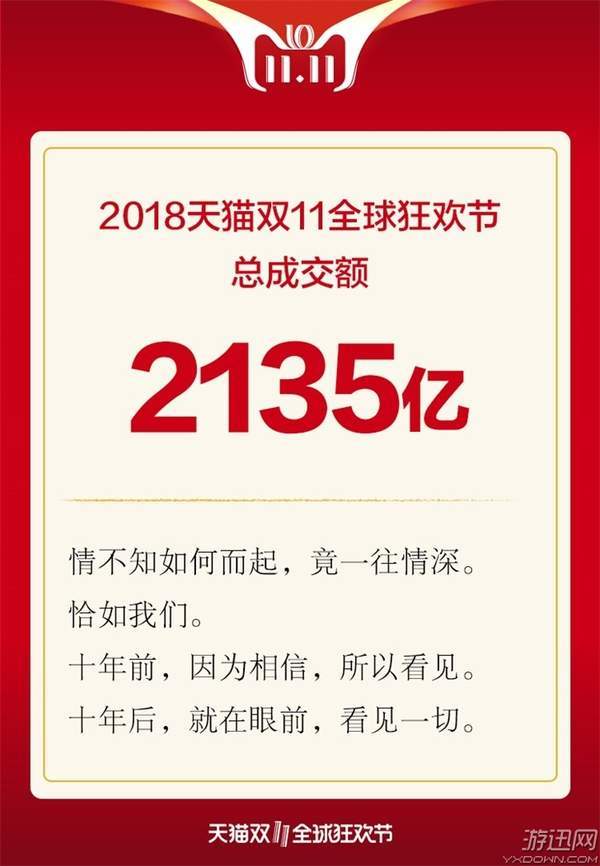 10
11.11
2018天猫双11全球狂欢节
总成交额
2135亿
情不知如何而起，竟一往情深。
恰如我们。
十年前，因为相信，所以看见。
十年后，就在眼前，看见一切。
天猫双11全球狂欢节
游迅网
YXDOWN.COM